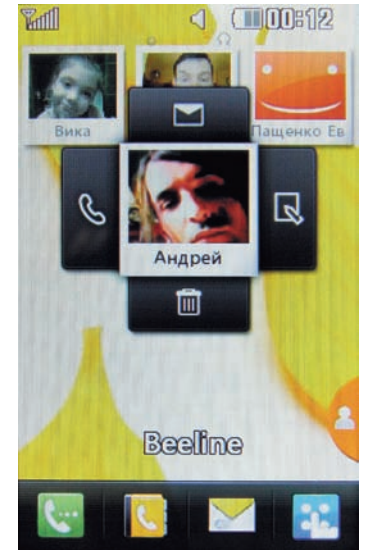 00:12
Вика
Пащенко Ев
Андрей
Beeline